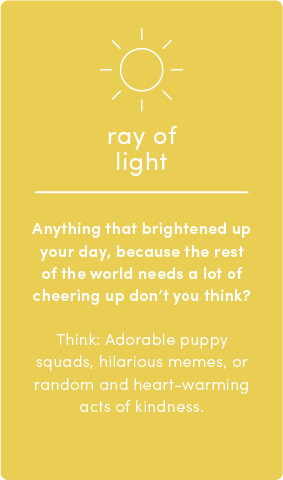 ray of
light
Anything that brightened up
your day, because the rest
of the world needs a lot of
cheering up don't you think?
Think: Adorable puppy
squads, hilarious memes, or
random and heart-warming
acts of kindness.